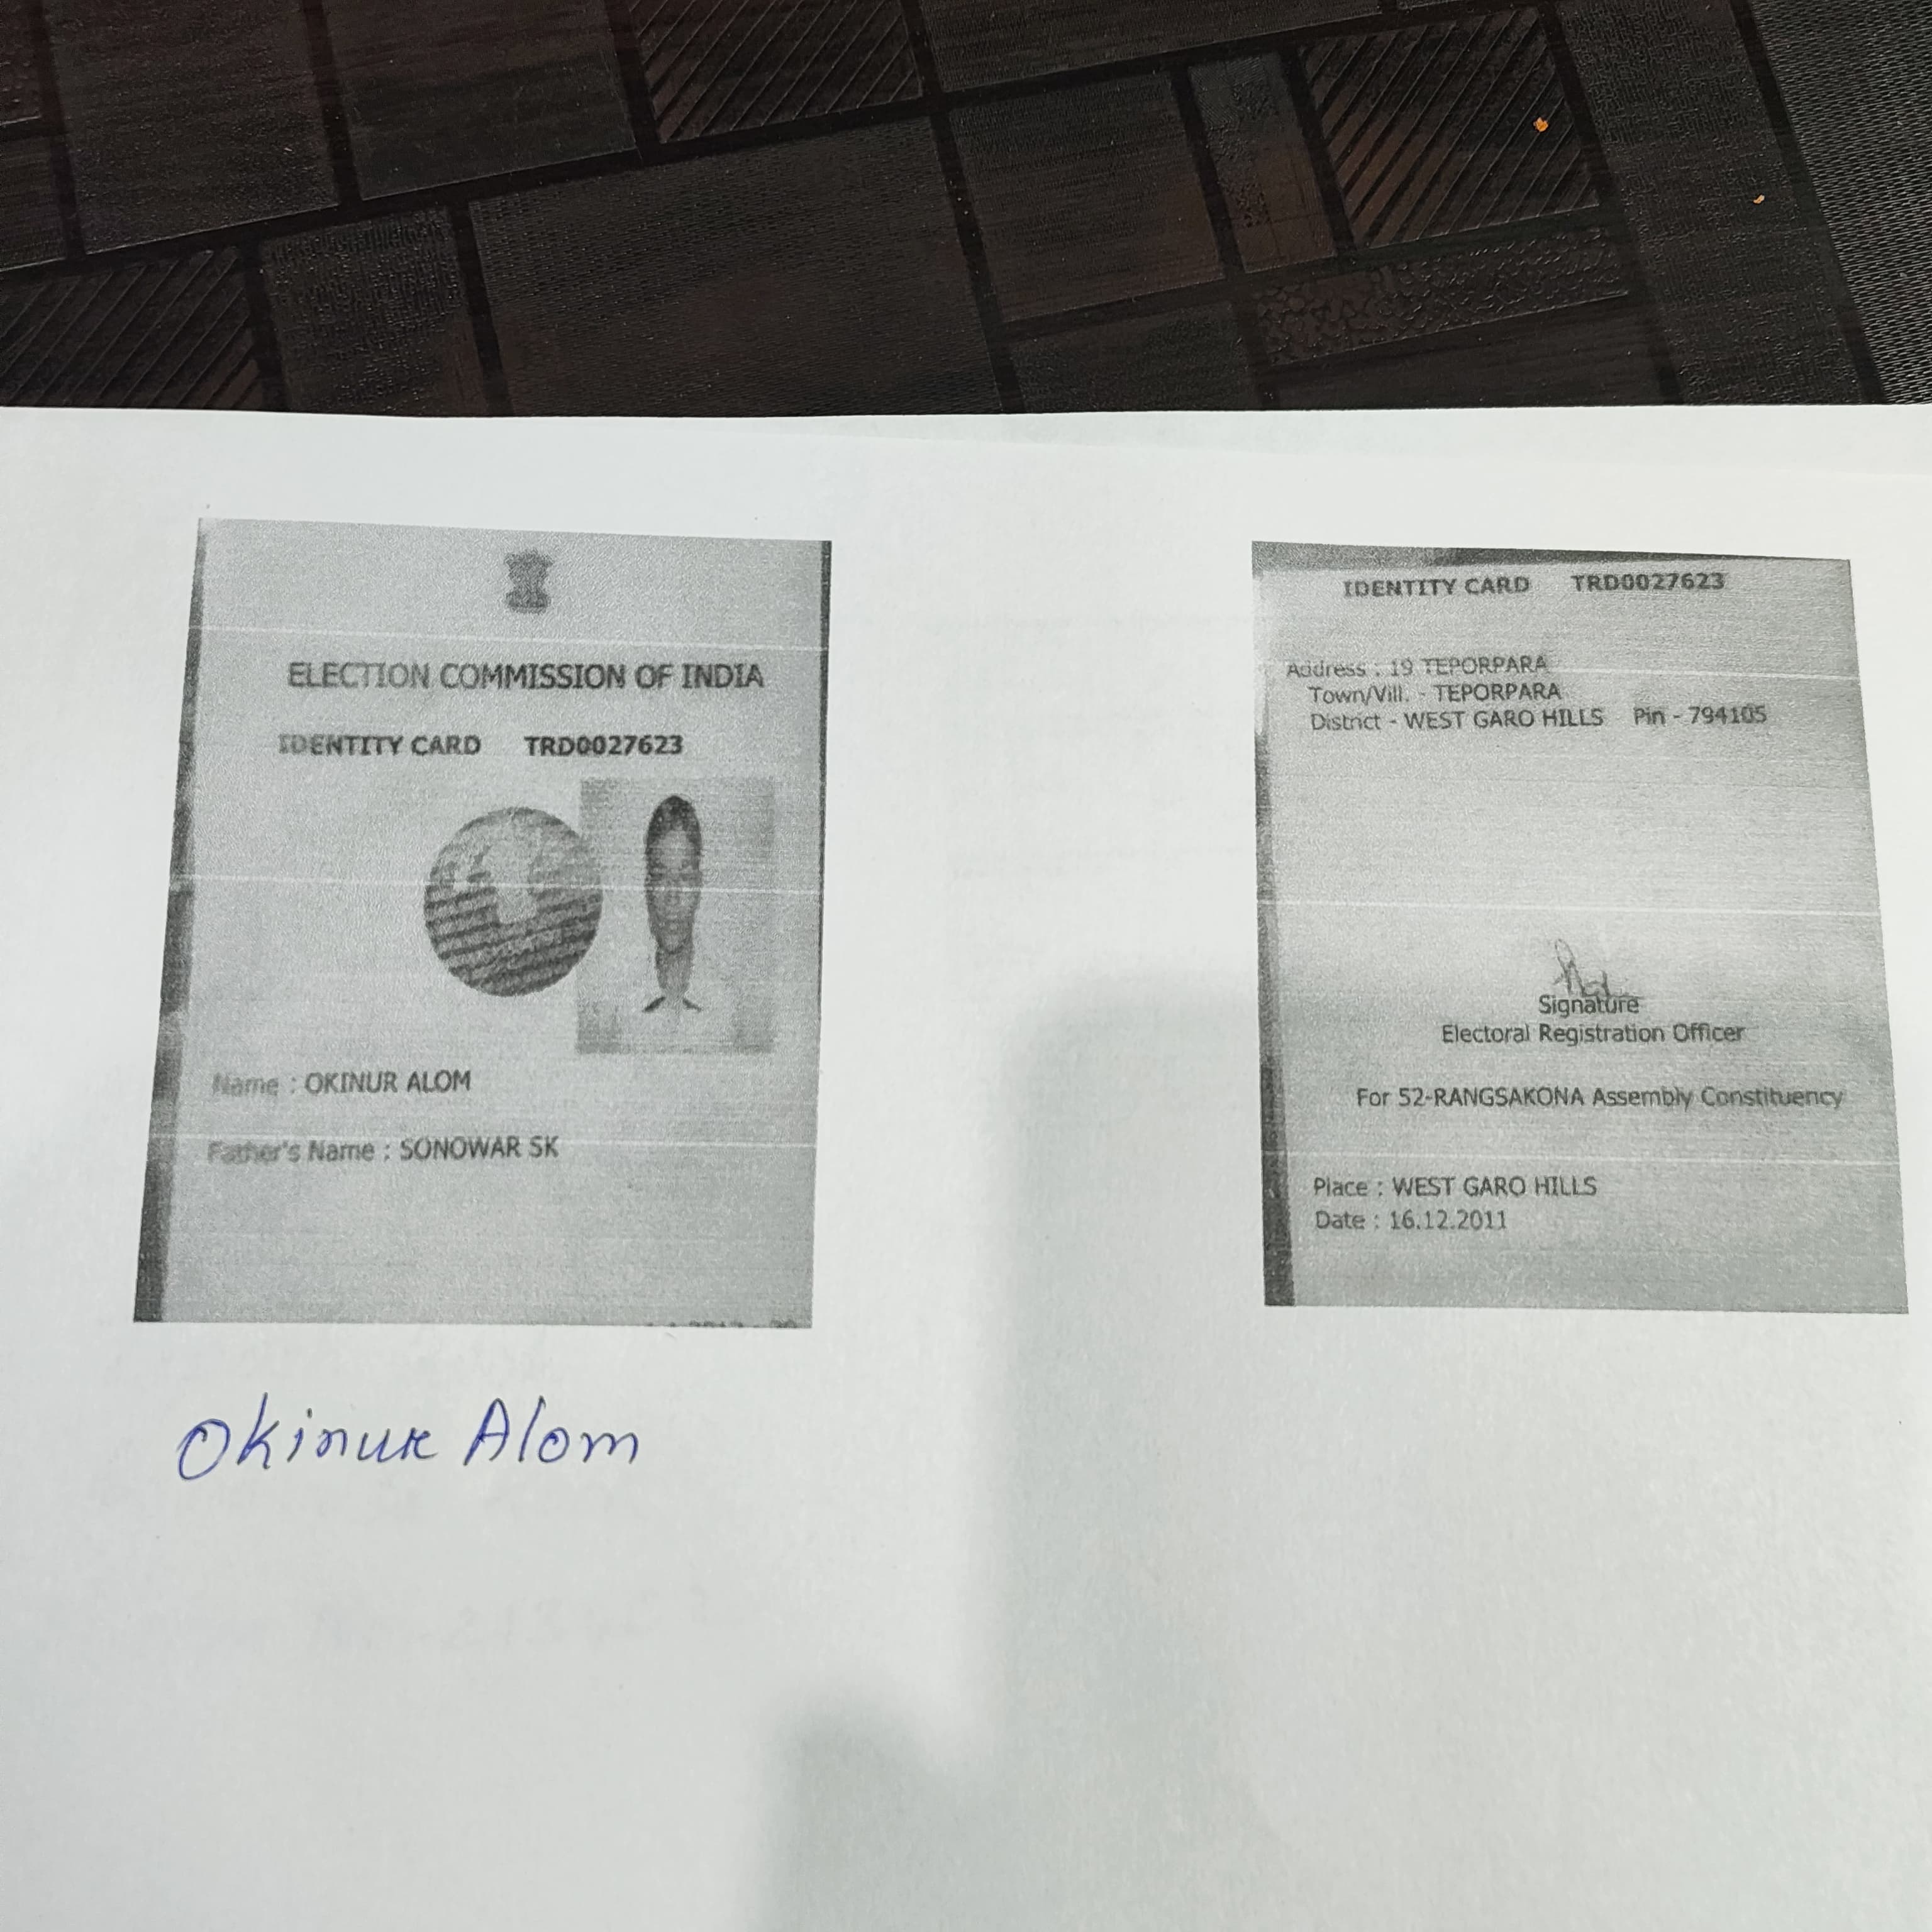 ELECTION COMMISSION OF INDIA
IDENTITY CARD TRD0027623
Name : OKINUR ALOM
Father's Name : SONOWAR SK
Okinur Alom
IDENTITY CARD TRD0027623
Address : 19 TEPORPARA
Town/Vill. - TEPORPARA
District - WEST GARO HILLS Pin - 794105
Signature
Electoral Registration Officer
For 52-RANGSAKONA Assembly Constituency
Place : WEST GARO HILLS
Date : 16.12.2011